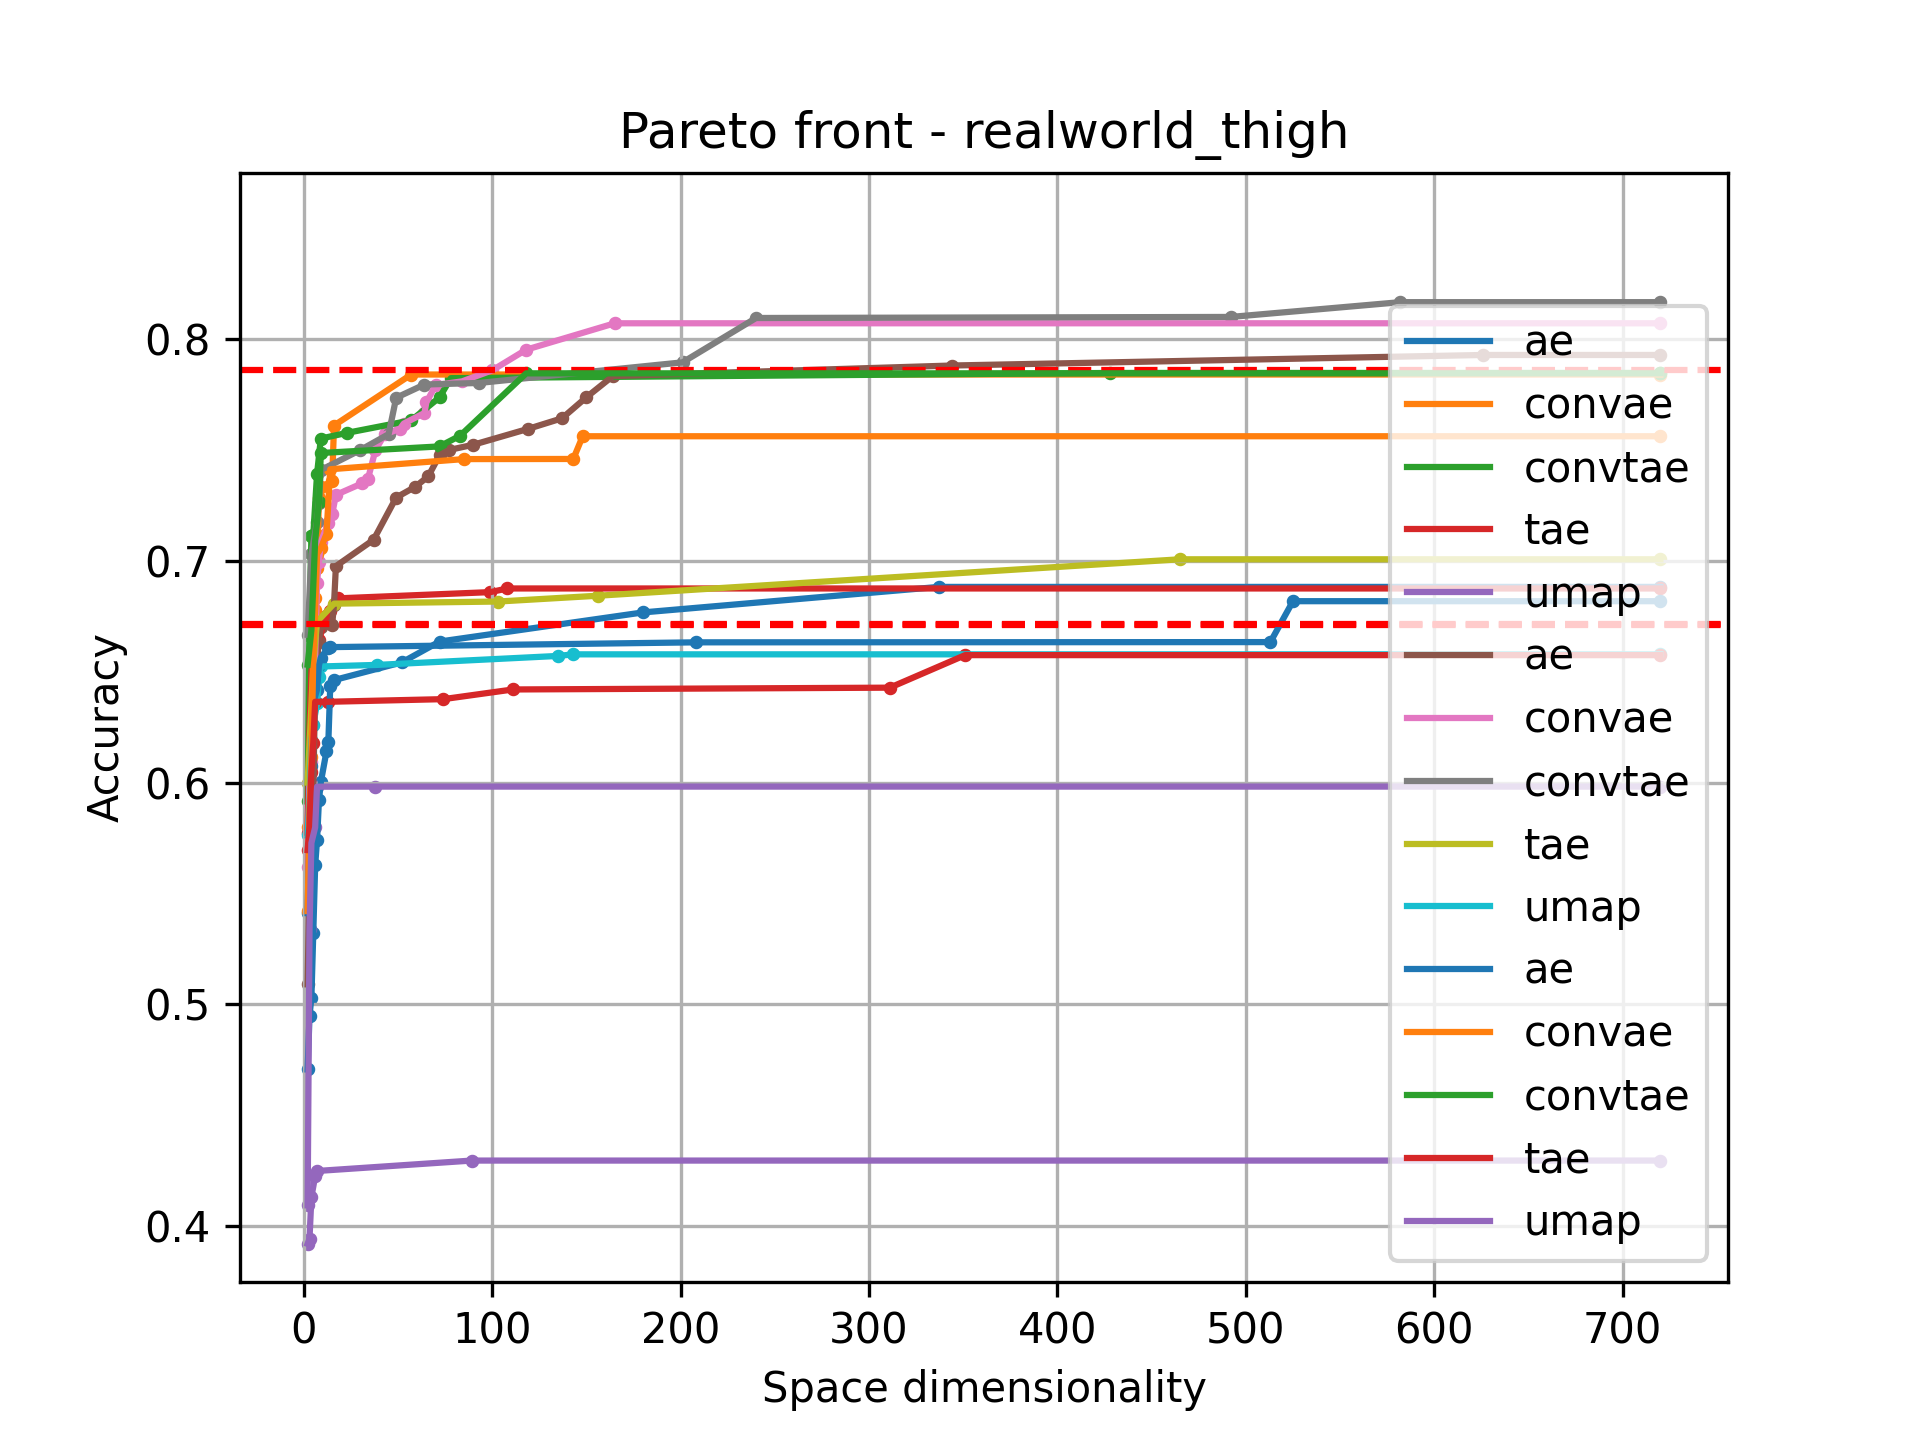 Pareto front - realworld_thigh
Accuracy
0.8
0.7
0.6
0.5
0.4
ae
convae
convtae
tae
umap
ae
convae
convtae
tae
umap
ae
convae
convtae
tae
umap
0 100 200 300 400 500 600 700
Space dimensionality